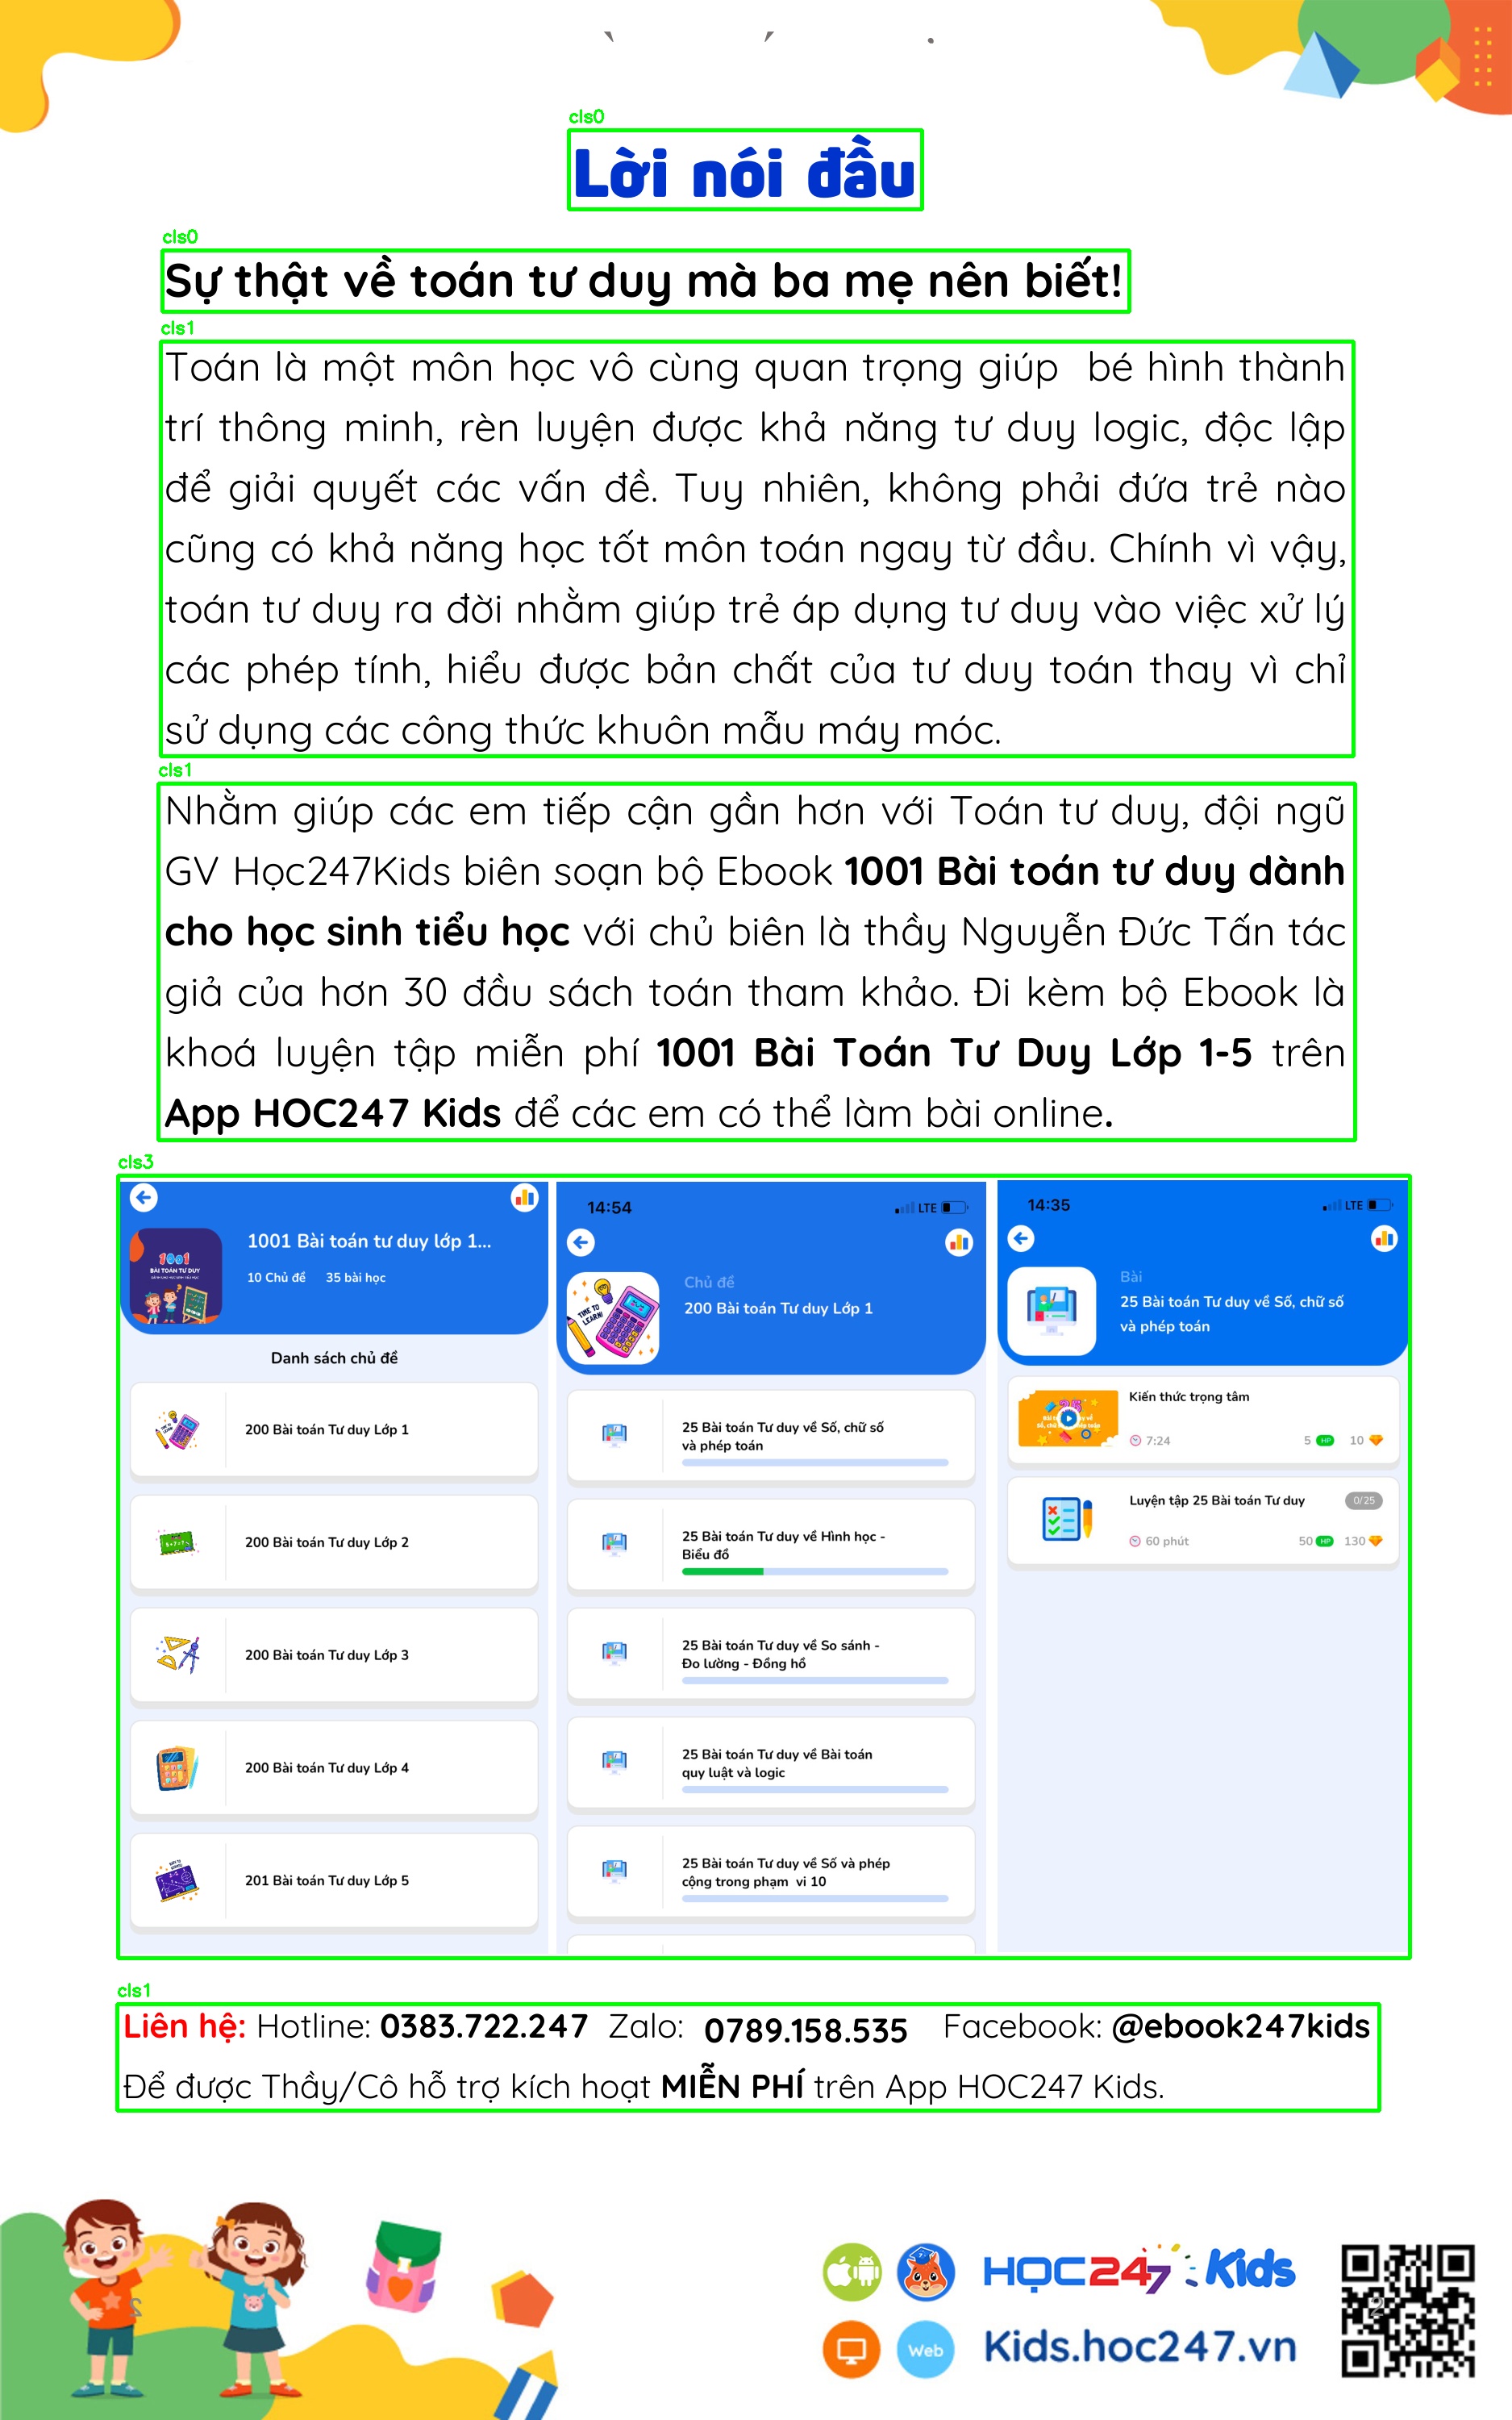 cls0
Lời nói đầu
cls0
Sự thật về toán tư duy mà ba mẹ nên biết!
cls1
Toán là một môn học vô cùng quan trọng giúp bé hình thành
trí thông minh, rèn luyện được khả năng tư duy logic, độc lập
để giải quyết các vấn đề. Tuy nhiên, không phải đứa trẻ nào
cũng có khả năng học tốt môn toán ngay từ đầu. Chính vì vậy,
toán tư duy ra đời nhằm giúp trẻ áp dụng tư duy vào việc xử lý
các phép tính, hiểu được bản chất của tư duy toán thay vì chỉ
sử dụng các công thức khuôn mẫu máy móc.
cls1
Nhằm giúp các em tiếp cận gần hơn với Toán tư duy, đội ngũ
GV Học247Kids biên soạn bộ Ebook 1001 Bài toán tư duy dành
cho học sinh tiểu học với chủ biên là thầy Nguyễn Đức Tấn tác
giả của hơn 30 đầu sách toán tham khảo. Đi kèm bộ Ebook là
khoá luyện tập miễn phí 1001 Bài Toán Tư Duy Lớp 1-5 trên
App HOC247 Kids để các em có thể làm bài online.
cls3
1001
BÀI TOÁN TƯ DUY
1001 Bài toán tư duy lớp 1...
10 Chủ đề 35 bài học
Danh sách chủ đề
200 Bài toán Tư duy Lớp 1
200 Bài toán Tư duy Lớp 2
200 Bài toán Tư duy Lớp 3
200 Bài toán Tư duy Lớp 4
201 Bài toán Tư duy Lớp 5
14:54 LTE
TIME TO LEARN!
Chủ đề
200 Bài toán Tư duy Lớp 1
25 Bài toán Tư duy về Số, chữ số
và phép toán
25 Bài toán Tư duy về Hình học -
Biểu đồ
25 Bài toán Tư duy về So sánh -
Đo lường - Đồng hồ
25 Bài toán Tư duy về Bài toán
quy luật và logic
25 Bài toán Tư duy về Số và phép
cộng trong phạm vi 10
14:35 LTE
Bài
25 Bài toán Tư duy về Số, chữ số
và phép toán
Kiến thức trọng tâm
7:24 5 HP 10
Luyện tập 25 Bài toán Tư duy 0/25
60 phút 50 HP 130
cls1
Liên hệ: Hotline: 0383.722.247 Zalo: 0789.158.535 Facebook: @ebook247kids
Để được Thầy/Cô hỗ trợ kích hoạt MIỄN PHÍ trên App HOC247 Kids.
HỌC247 Kids
Web Kids.hoc247.vn
2